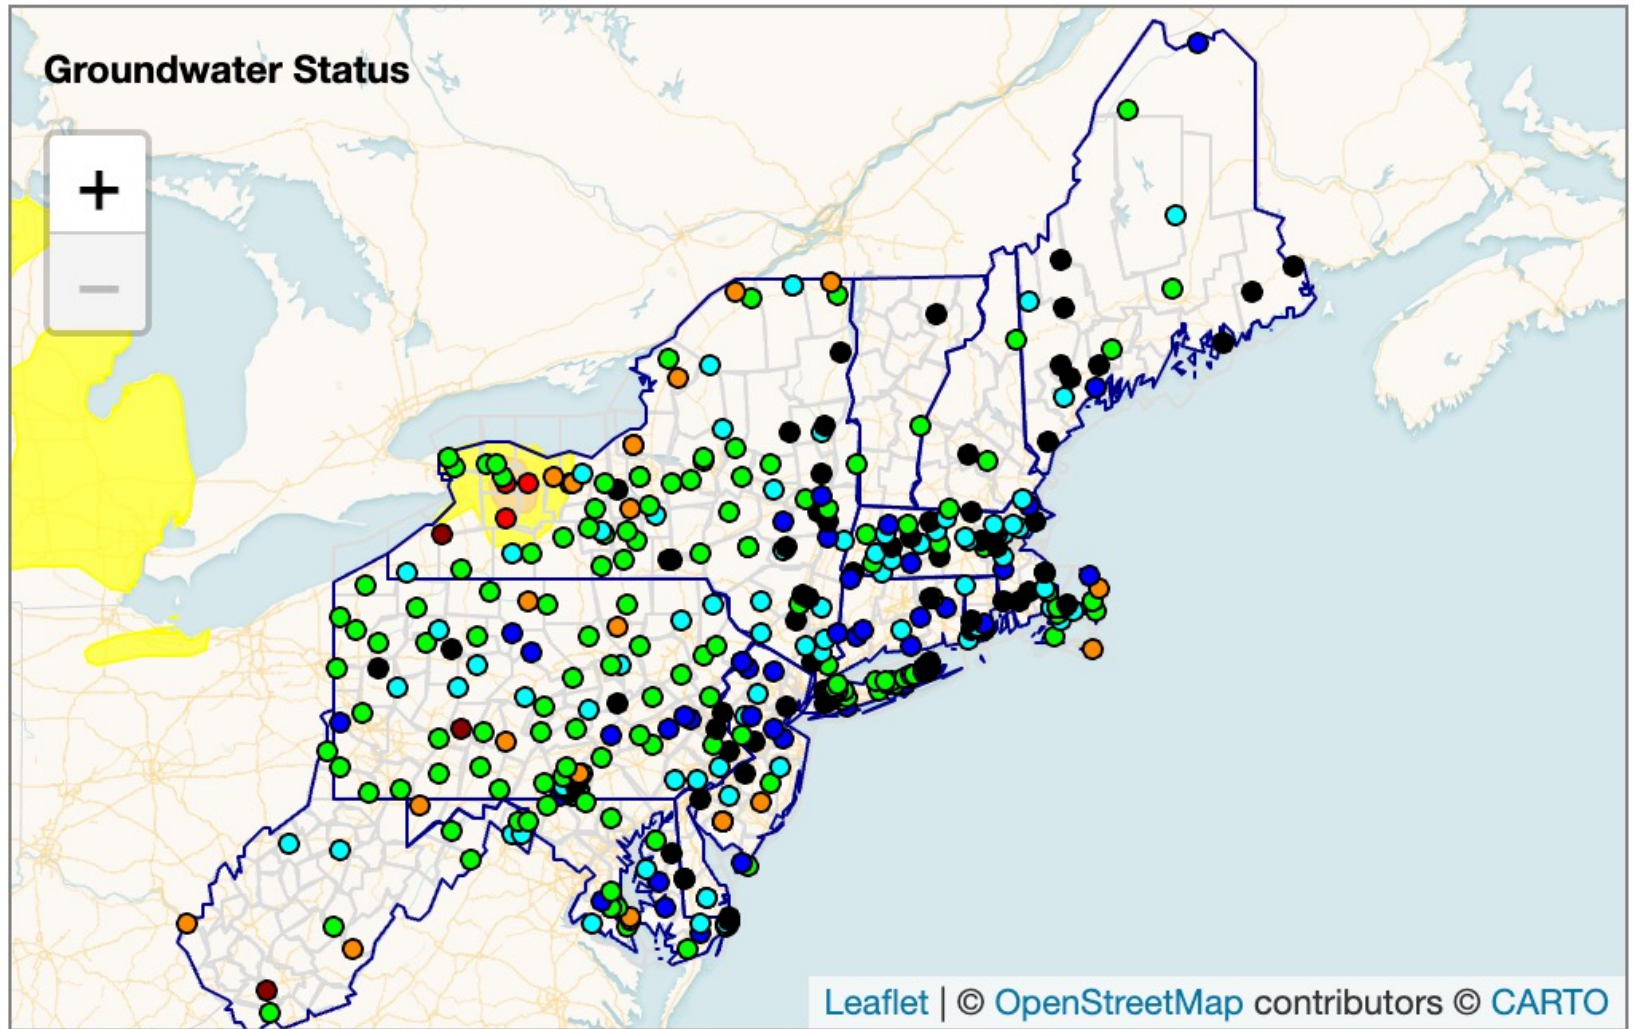 Groundwater Status
+
−
Leaflet | © OpenStreetMap contributors © CARTO